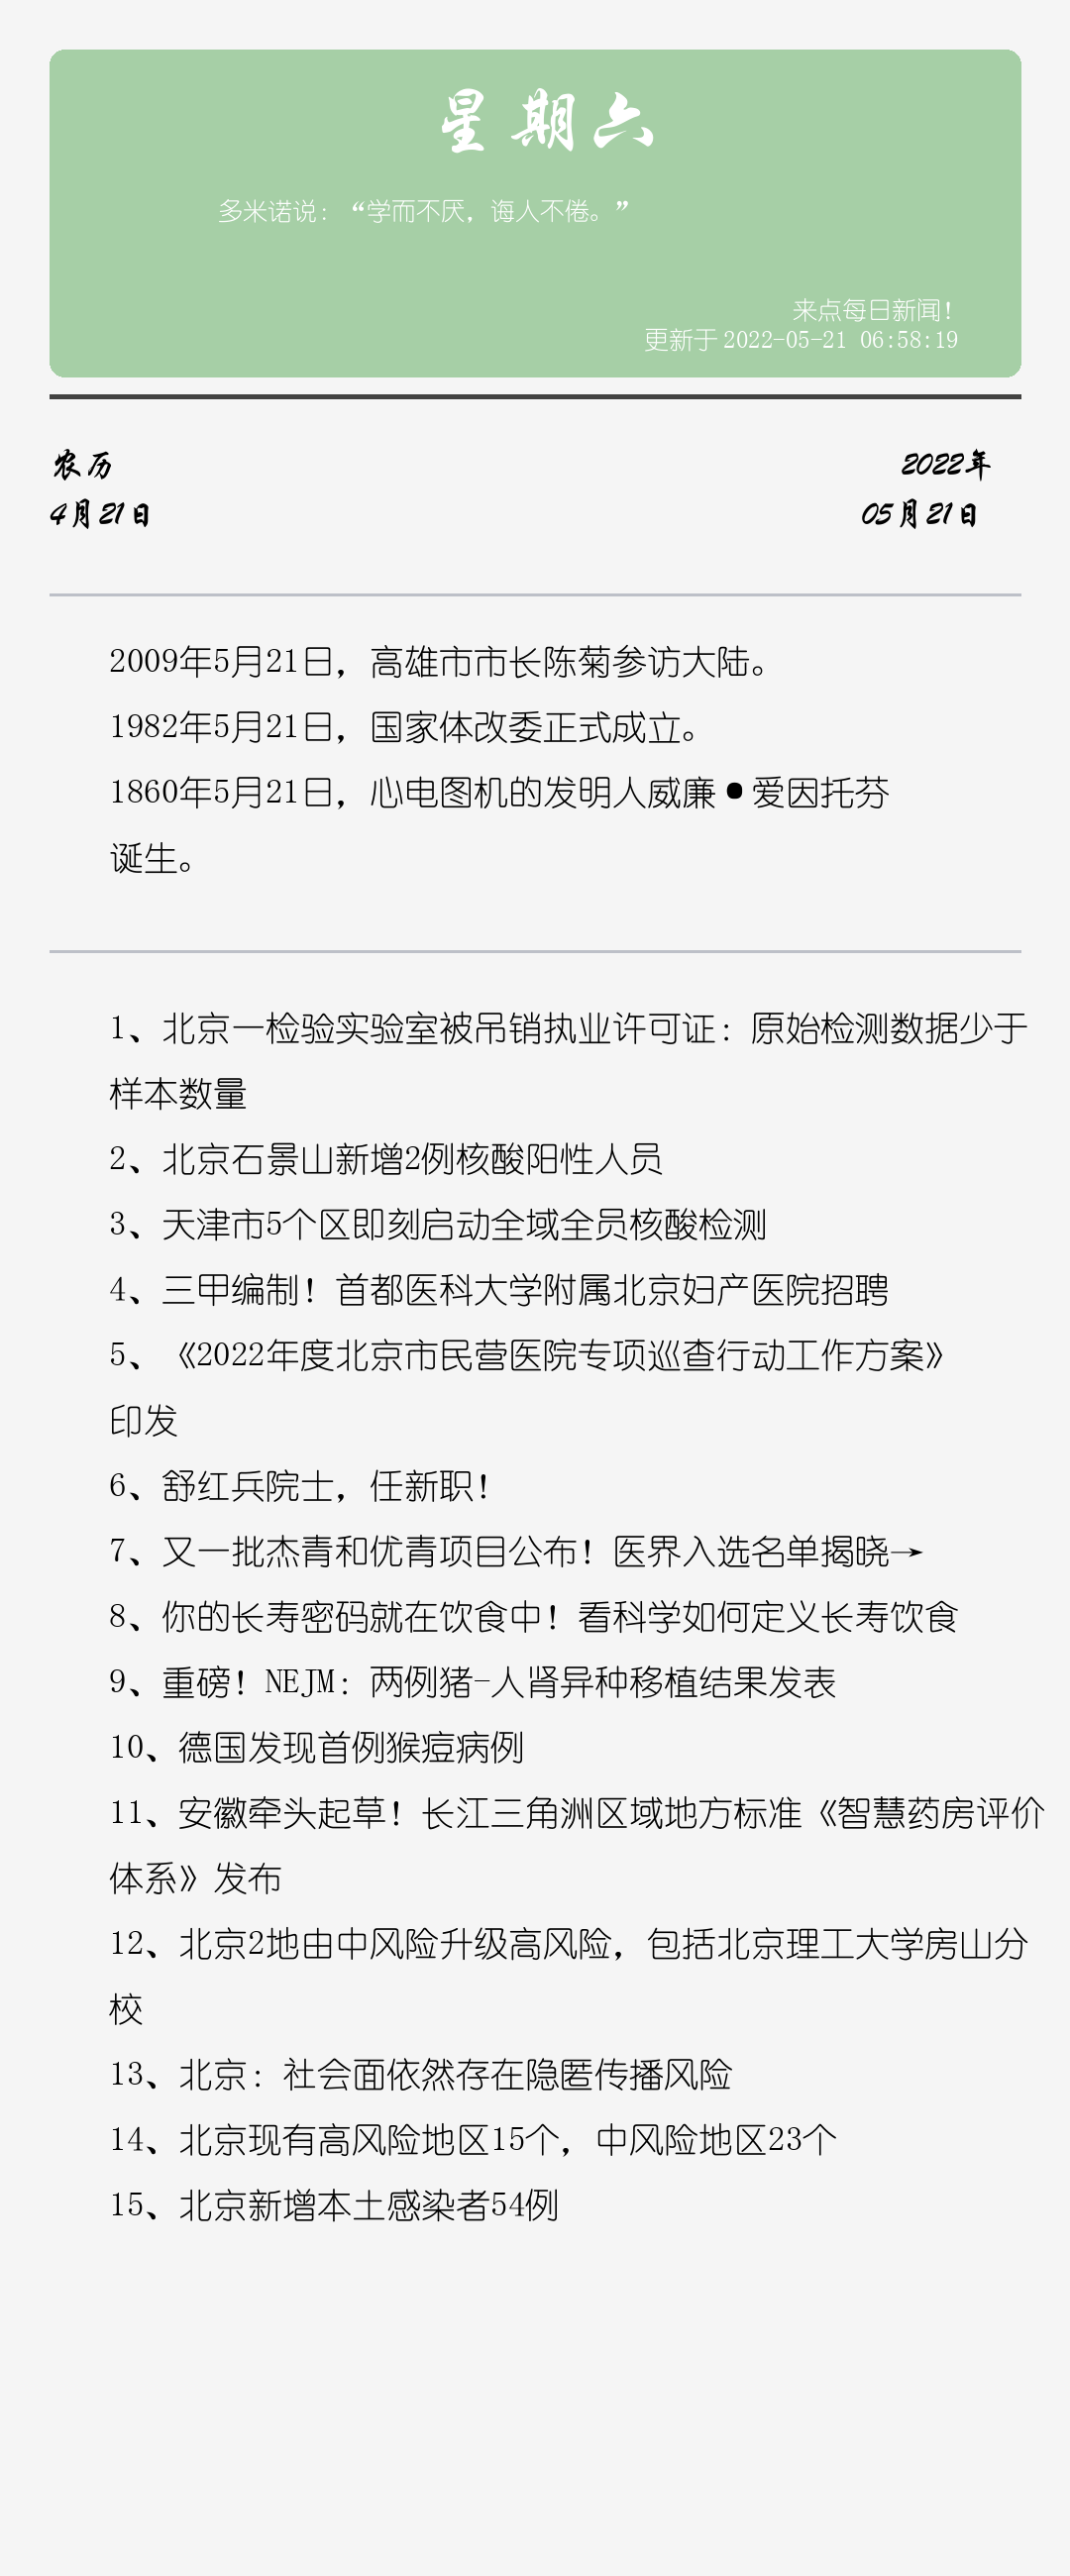 星期六
多米诺说：“学而不厌，诲人不倦。”
来点每日新闻！
更新于 2022-05-21 06:58:19
农历
2022年
4月21日
05月21日
2009年5月21日，高雄市市长陈菊参访大陆。
1982年5月21日，国家体改委正式成立。
1860年5月21日，心电图机的发明人威廉•爱因托芬
诞生。
1、北京一检验实验室被吊销执业许可证：原始检测数据少于
样本数量
2、北京石景山新增2例核酸阳性人员
3、天津市5个区即刻启动全域全员核酸检测
4、三甲编制！首都医科大学附属北京妇产医院招聘
5、《2022年度北京市民营医院专项巡查行动工作方案》
印发
6、舒红兵院士，任新职！
7、又一批杰青和优青项目公布！医界入选名单揭晓→
8、你的长寿密码就在饮食中！看科学如何定义长寿饮食
9、重磅！NEJM：两例猪-人肾异种移植结果发表
10、德国发现首例猴痘病例
11、安徽牵头起草！长江三角洲区域地方标准《智慧药房评价
体系》发布
12、北京2地由中风险升级高风险，包括北京理工大学房山分
校
13、北京：社会面依然存在隐匿传播风险
14、北京现有高风险地区15个，中风险地区23个
15、北京新增本土感染者54例